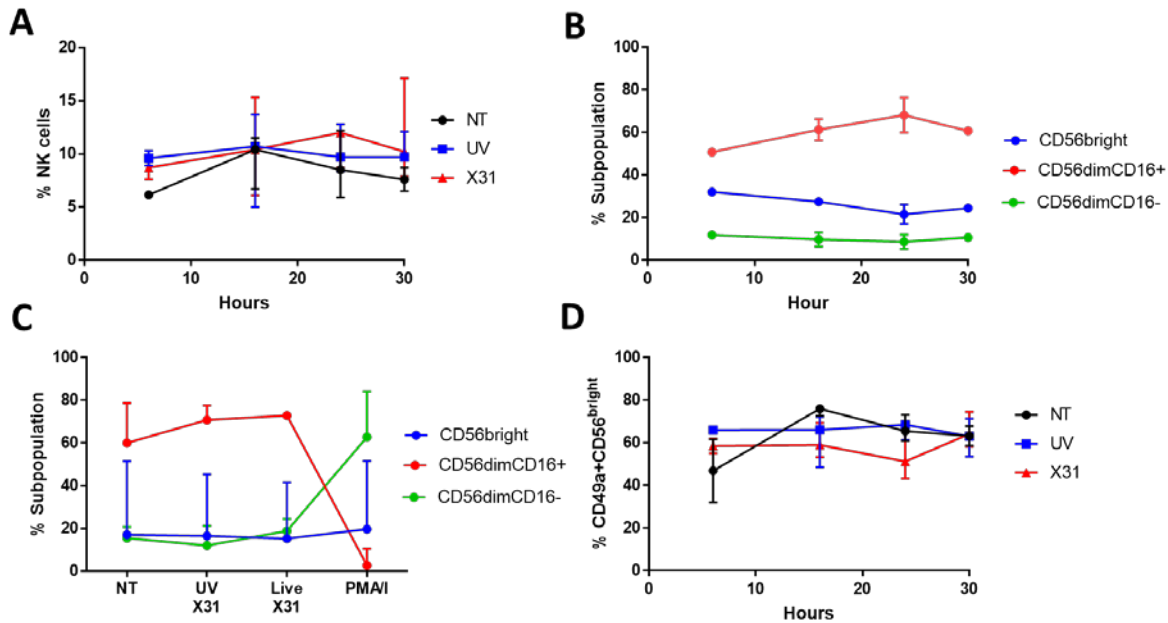 A
% NK cells
20
15
10
5
0
0 10 20 30
Hours
NT
UV
X31
B
% Subpopulation
100
80
60
40
20
0
0 10 20 30
Hour
CD56bright
CD56dimCD16+
CD56dimCD16-
C
% Subpopulation
100
80
60
40
20
0
NT UV Live PMA/I
X31 X31
CD56bright
CD56dimCD16+
CD56dimCD16-
D
% CD49a+CD56bright
100
80
60
40
20
0
0 10 20 30
Hours
NT
UV
X31